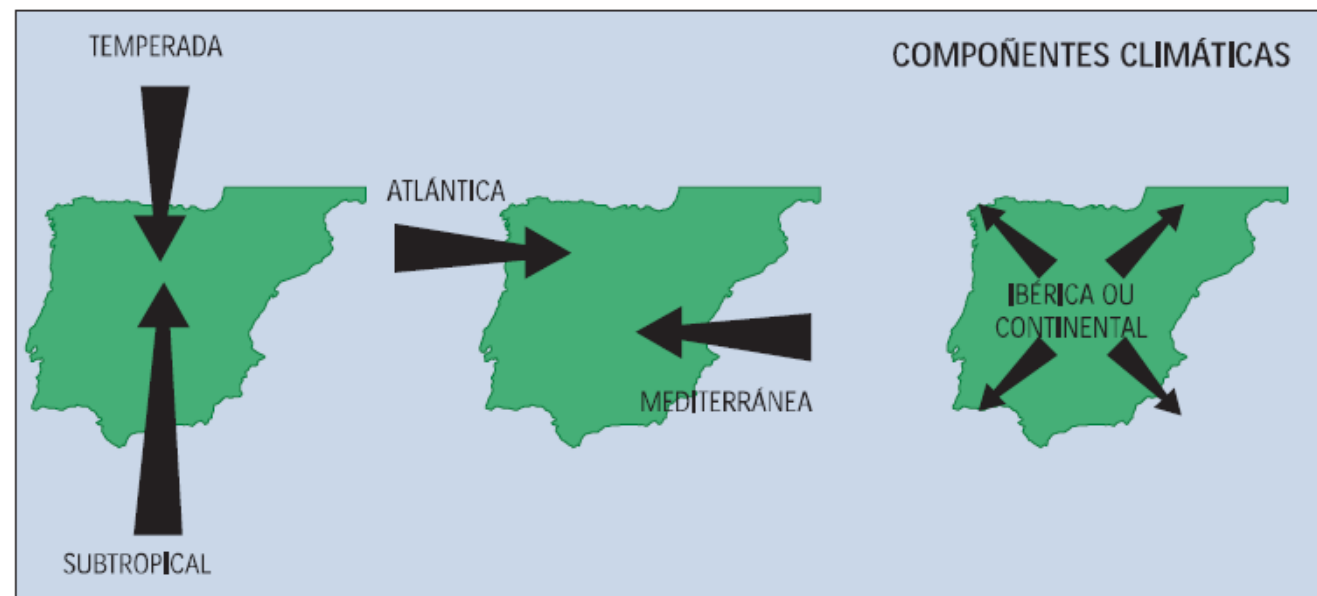 TEMPERADA
COMPOÑENTES CLIMÁTICAS
ATLÁNTICA
IBÉRICA OU
CONTINENTAL
MEDITERRÁNEA
SUBTROPICAL